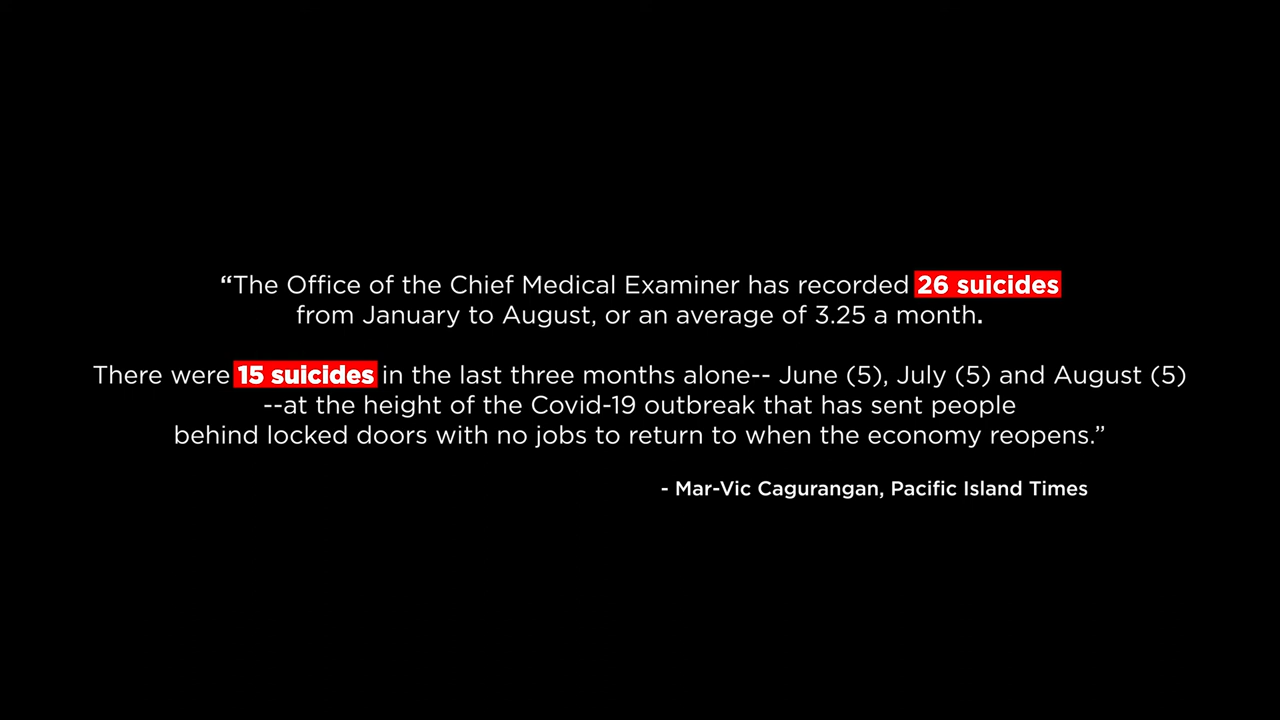 “The Office of the Chief Medical Examiner has recorded 26 suicides
from January to August, or an average of 3.25 a month.
There were 15 suicides in the last three months alone-- June (5), July (5) and August (5)
--at the height of the Covid-19 outbreak that has sent people
behind locked doors with no jobs to return to when the economy reopens.”
- Mar-Vic Cagurangan, Pacific Island Times